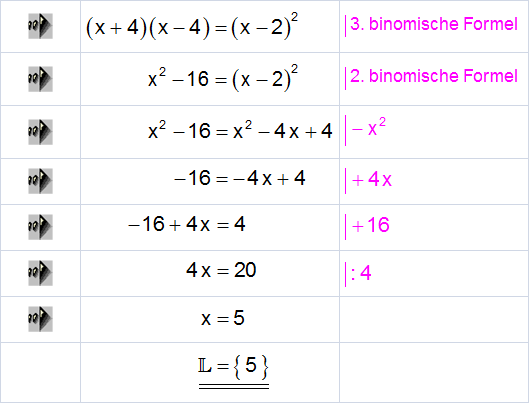 (x + 4)(x − 4) = (x − 2)² | 3. binomische Formel
x² − 16 = (x − 2)² | 2. binomische Formel
x² − 16 = x² − 4x + 4 | − x²
−16 = −4x + 4 | + 4x
−16 + 4x = 4 | + 16
4x = 20 | : 4
x = 5
𝕃 = { 5 }